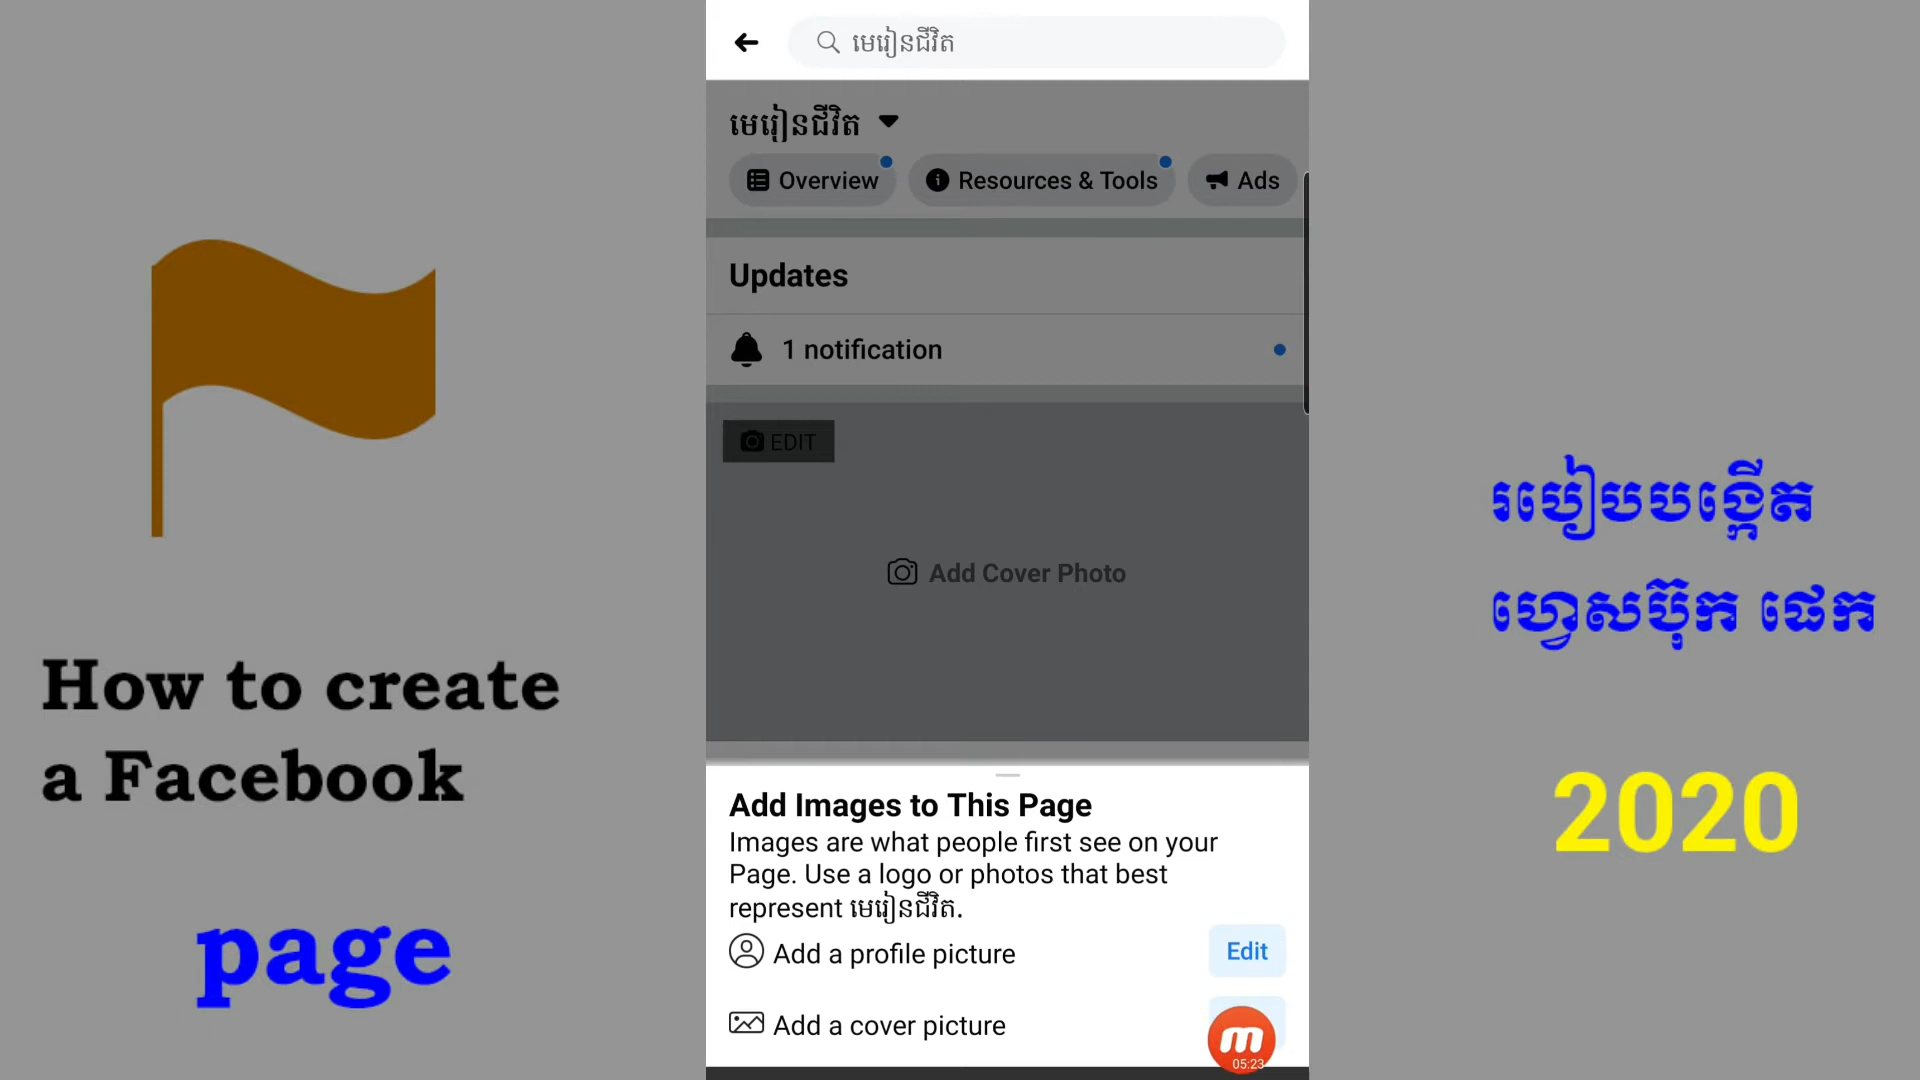 មេរៀនជីវិត
មេរៀនជីវិត
Overview
Resources & Tools
Ads
Updates
1 notification
EDIT
Add Cover Photo
Add Images to This Page
Images are what people first see on your
Page. Use a logo or photos that best
represent មេរៀនជីវិត.
Add a profile picture
Edit
Add a cover picture
05:23
How to create
a Facebook
page
របៀបបង្កើត
ហ្វេសប៊ុក ផេក
2020